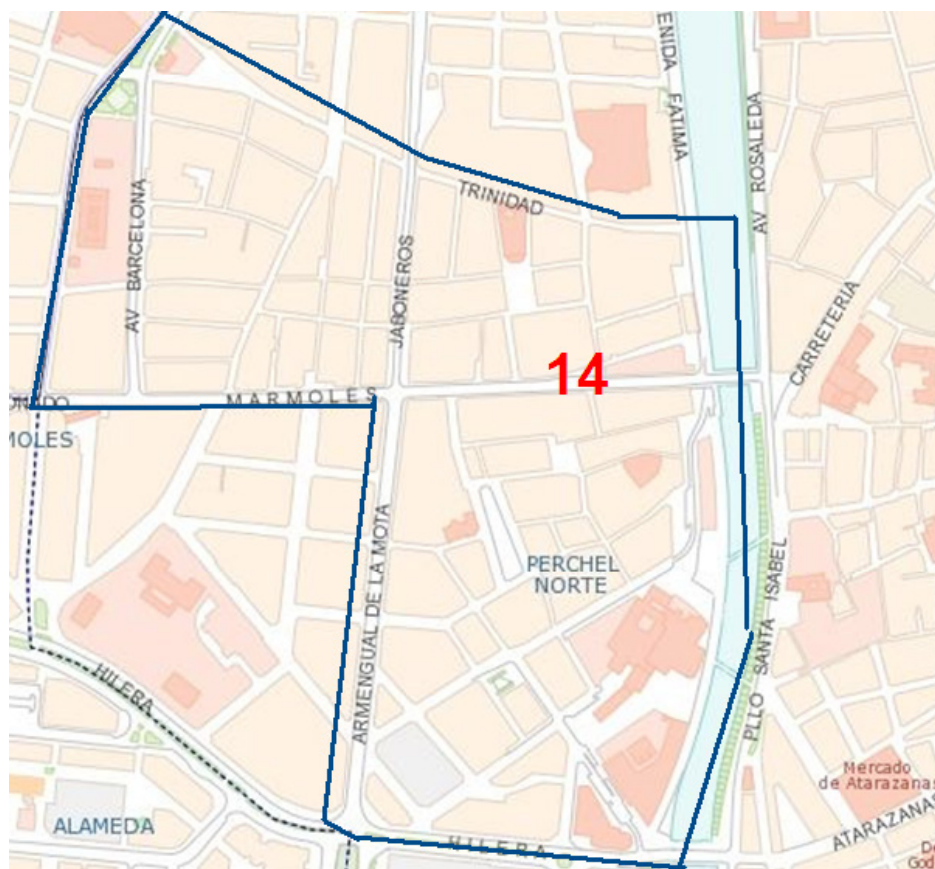 ENIDA FATIMA
AV ROSALEDA
TRINIDAD
AV BARCELONA
JABONEROS
CARRETERIA
14
MARMOLES
MOLES
ARMENGUAL DE LA MOTA
PERCHEL
NORTE
PLLO SANTA ISABEL
HILERA
Mercado
de Atarazanas
ALAMEDA
HILERA
ATARAZANAS